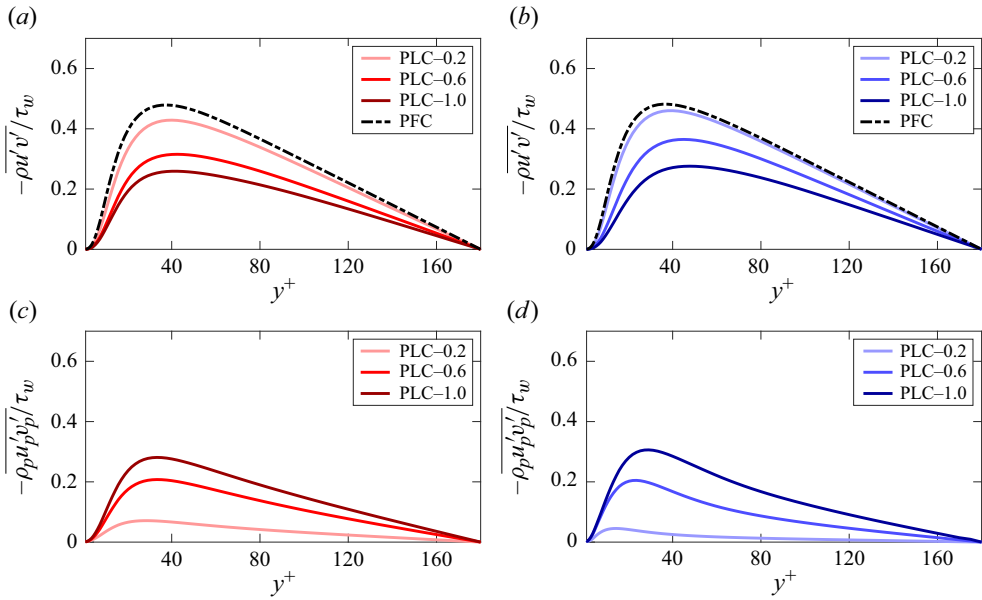 (a)
0.6
0.4
0.2
0
−ρu′v′/τw
PLC–0.2
PLC–0.6
PLC–1.0
PFC
40
80
120
160
y+
(b)
0.6
0.4
0.2
0
−ρu′v′/τw
PLC–0.2
PLC–0.6
PLC–1.0
PFC
40
80
120
160
y+
(c)
0.6
0.4
0.2
0
−ρpu′pv′p/τw
PLC–0.2
PLC–0.6
PLC–1.0
40
80
120
160
y+
(d)
0.6
0.4
0.2
0
−ρpu′pv′p/τw
PLC–0.2
PLC–0.6
PLC–1.0
40
80
120
160
y+